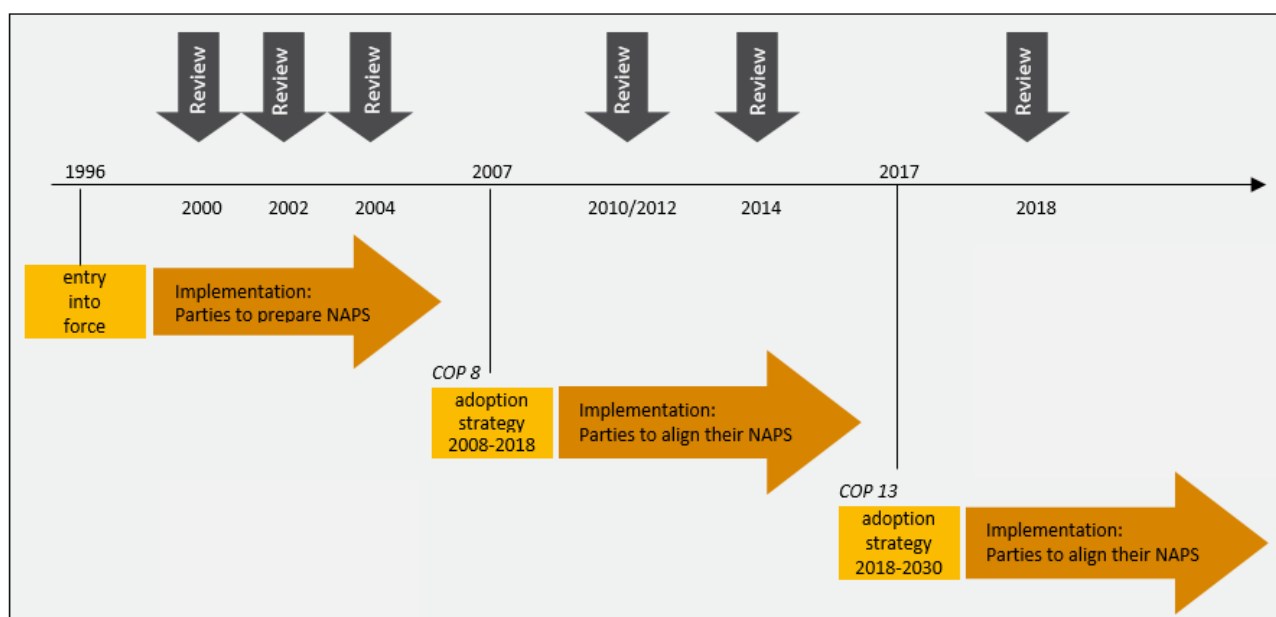 Review
Review
Review
Review
Review
Review
1996
2007
2017
2000
2002
2004
2010/2012
2014
2018
entry
into
force
Implementation:
Parties to prepare NAPS
COP 8
adoption
strategy
2008-2018
Implementation:
Parties to align their NAPS
COP 13
adoption
strategy
2018-2030
Implementation:
Parties to align their NAPS